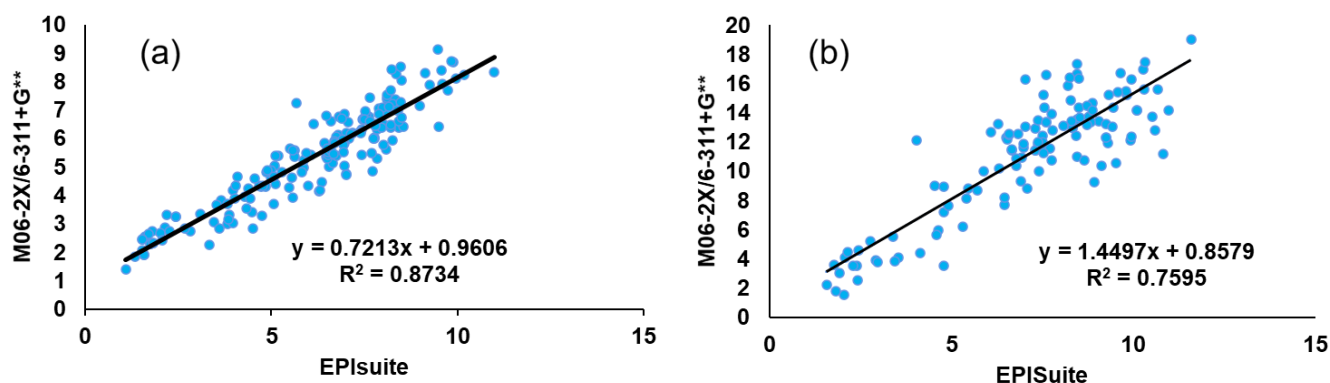 (a)
M06-2X/6-311+G**
10
9
8
7
6
5
4
3
2
1
0
y = 0.7213x + 0.9606
R² = 0.8734
0 5 10 15
EPIsuite
(b)
M06-2X/6-311+G**
20
18
16
14
12
10
8
6
4
2
0
y = 1.4497x + 0.8579
R² = 0.7595
0 5 10 15
EPISuite